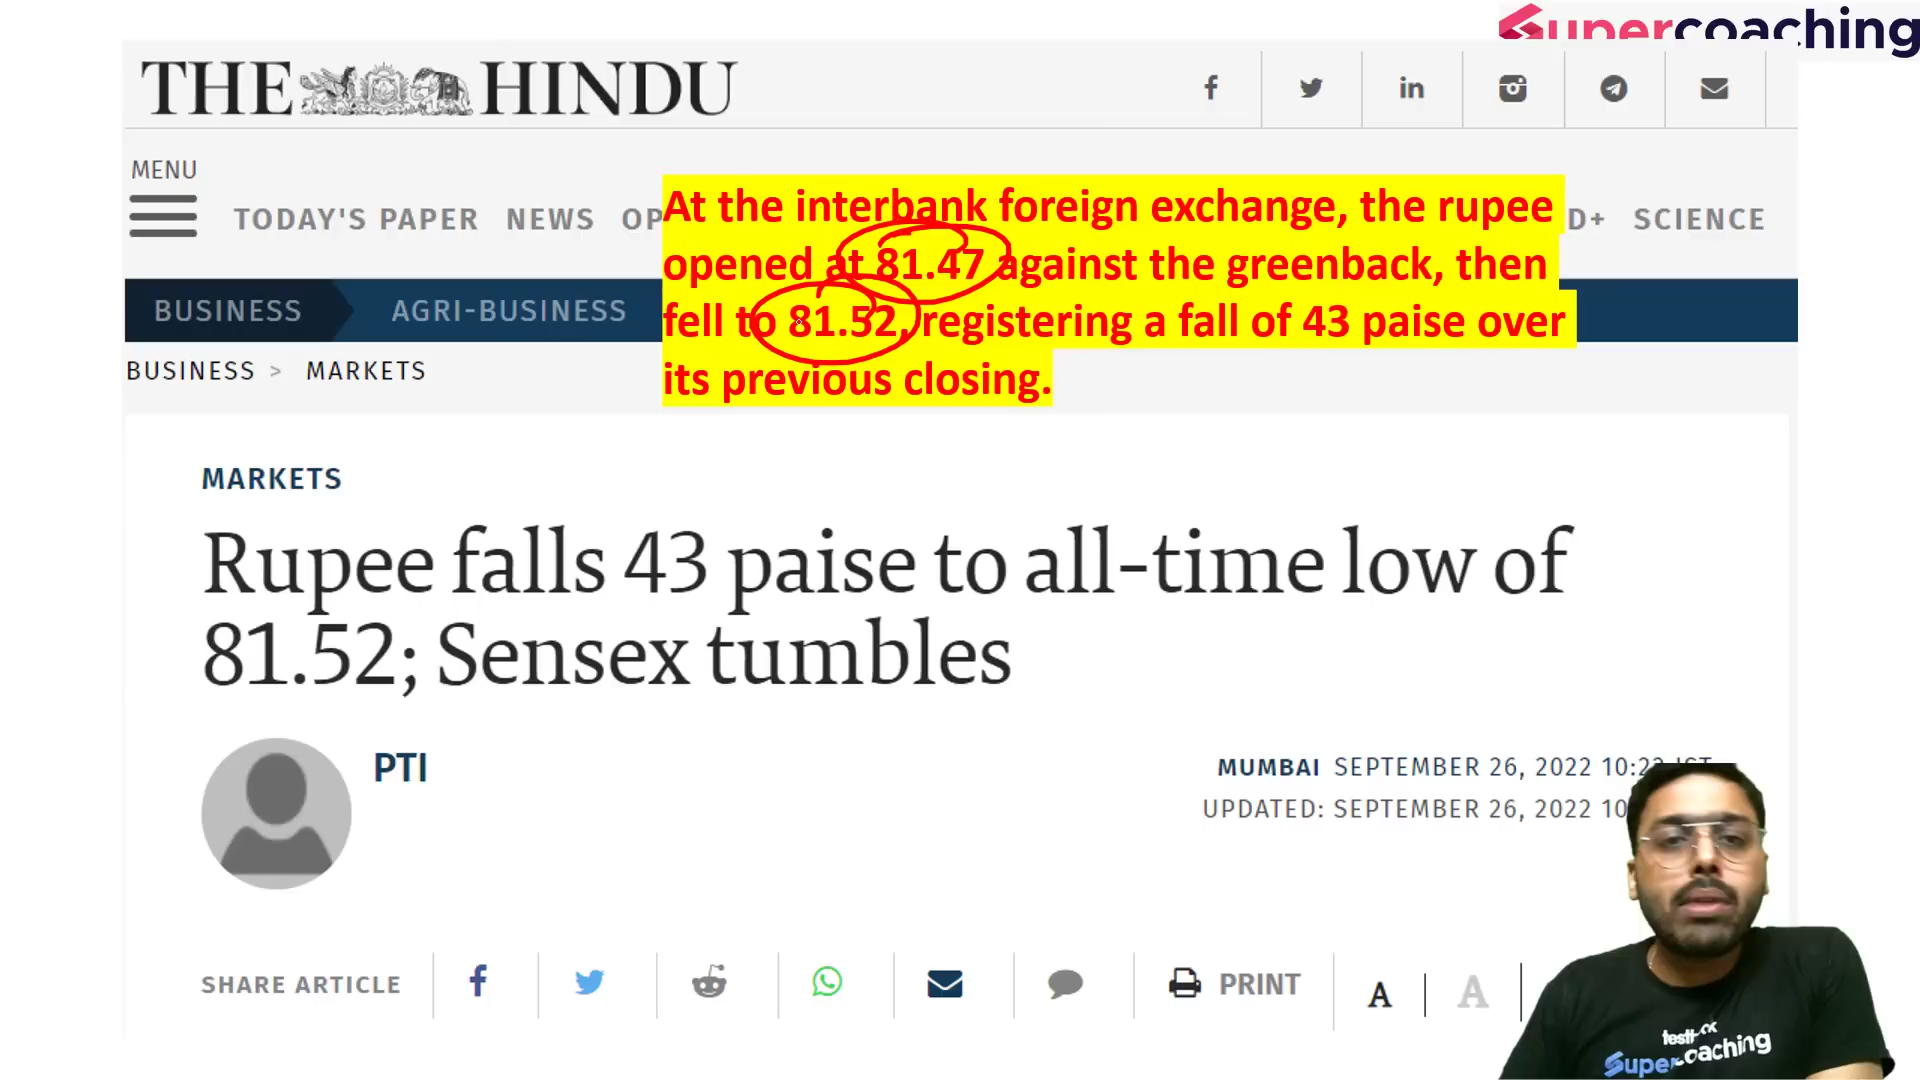 Supercoaching
THE HINDU
MENU
TODAY'S PAPER NEWS OP
D+ SCIENCE
At the interbank foreign exchange, the rupee
opened at 81.47 against the greenback, then
fell to 81.52, registering a fall of 43 paise over
its previous closing.
BUSINESS AGRI-BUSINESS
BUSINESS > MARKETS
MARKETS
Rupee falls 43 paise to all-time low of
81.52; Sensex tumbles
PTI
MUMBAI SEPTEMBER 26, 2022 10:22 IST
UPDATED: SEPTEMBER 26, 2022 10
SHARE ARTICLE PRINT A A
Supercoaching